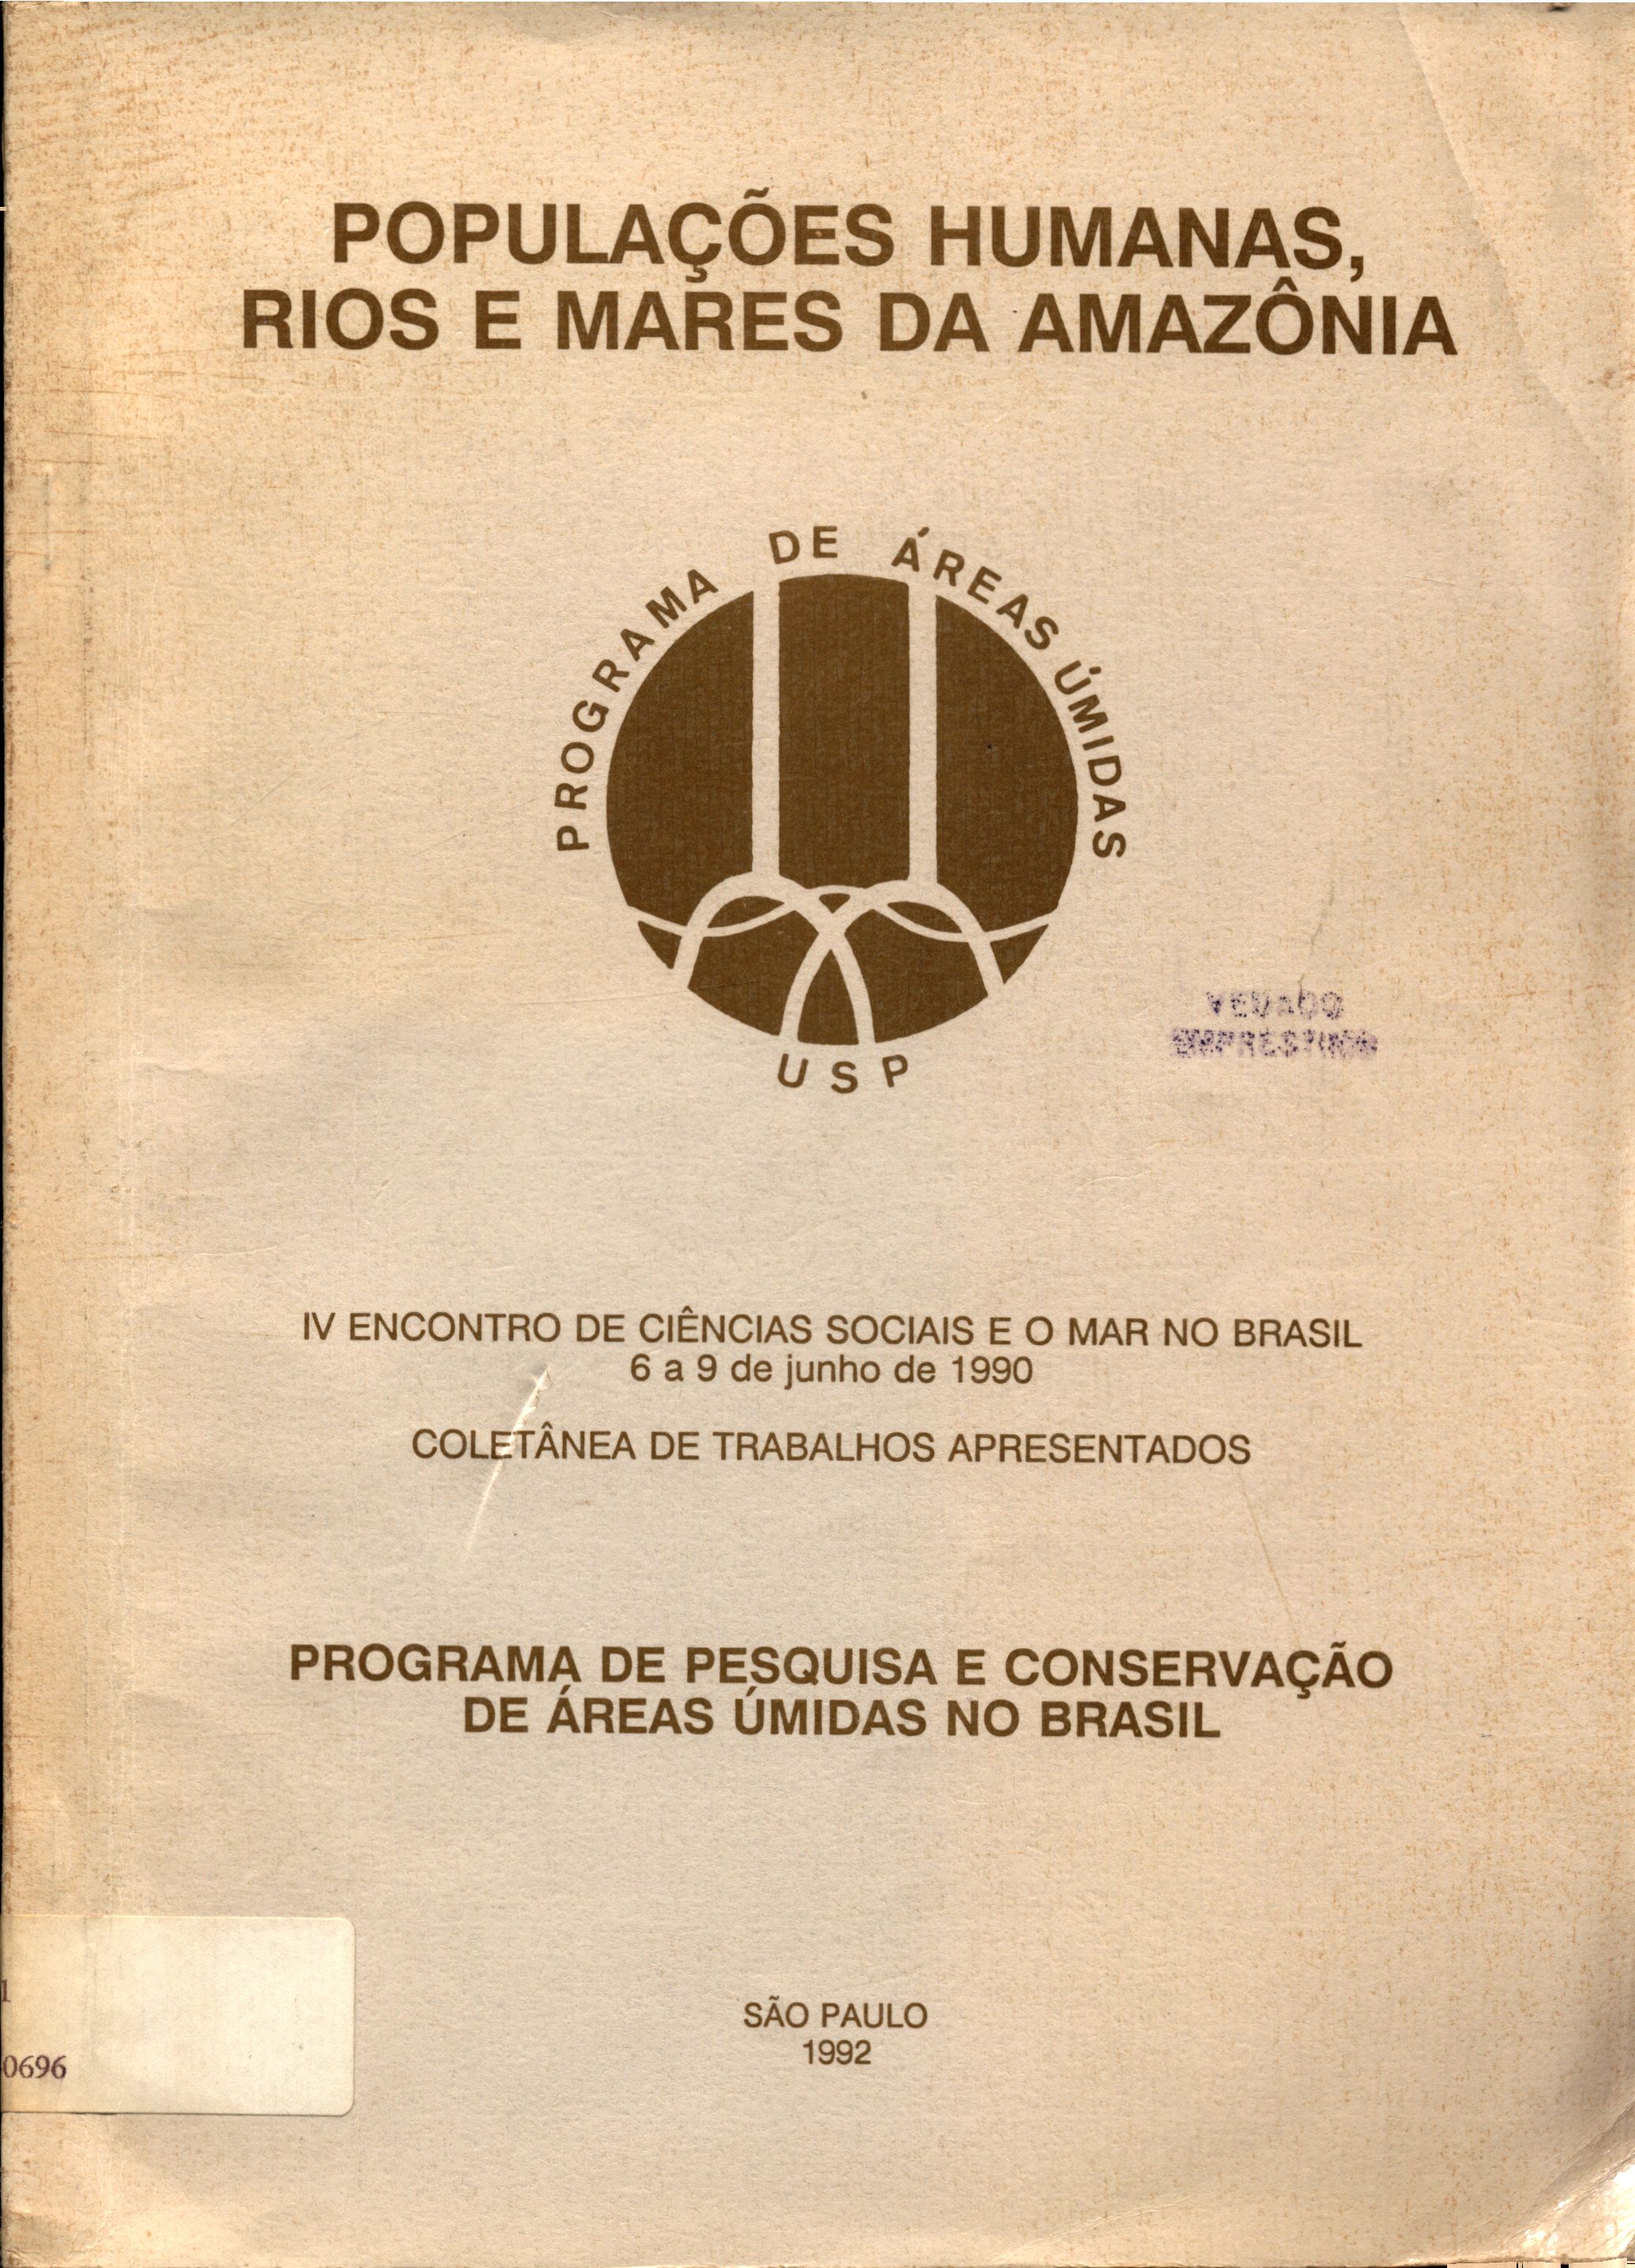 POPULAÇÕES HUMANAS,
RIOS E MARES DA AMAZÔNIA
PROGRAMA DE ÁREAS ÚMIDAS
USP
VEDADO
EMPRESTIMO
IV ENCONTRO DE CIÊNCIAS SOCIAIS E O MAR NO BRASIL
6 a 9 de junho de 1990
COLETÂNEA DE TRABALHOS APRESENTADOS
PROGRAMA DE PESQUISA E CONSERVAÇÃO
DE ÁREAS ÚMIDAS NO BRASIL
1
0696
SÃO PAULO
1992